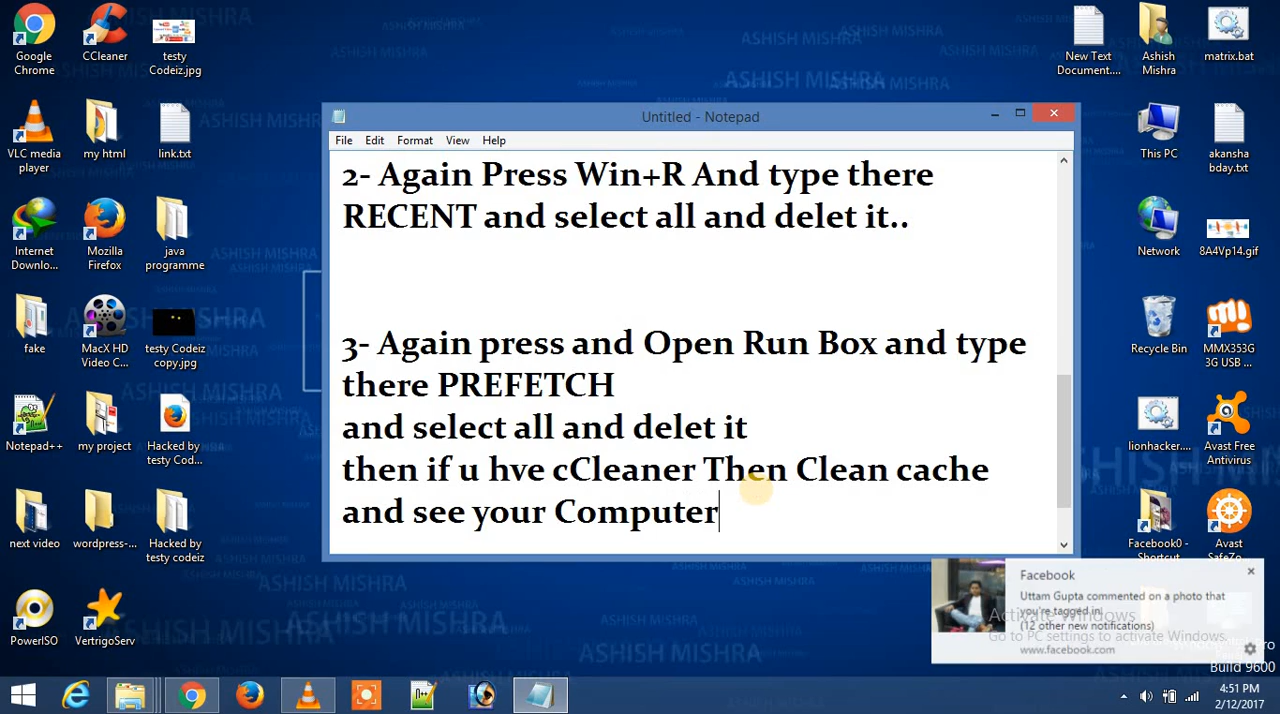 Google
Chrome
CCleaner
testy
Codeiz.jpg
New Text
Document....
Ashish
Mishra
matrix.bat
VLC media
player
my html
link.txt
This PC
akansha
bday.txt
Internet
Downlo...
Mozilla
Firefox
java
programme
Network
8A4Vp14.gif
fake
MacX HD
Video C...
testy Codeiz
copy.jpg
Recycle Bin
MMX353G
3G USB ...
Notepad++
my project
Hacked by
testy Cod...
lionhacker....
Avast Free
Antivirus
next video
wordpress-...
Hacked by
testy codeiz
Facebook0 -
Shortcut
Avast
SafeZo...
PowerISO
VertrigoServ
ASHISH MISHRA
Untitled - Notepad
File Edit Format View Help
2- Again Press Win+R And type there
RECENT and select all and delet it..
3- Again press and Open Run Box and type
there PREFETCH
and select all and delet it
then if u hve cCleaner Then Clean cache
and see your Computer
Facebook
Uttam Gupta commented on a photo that
you're tagged in.
(12 other new notifications)
www.facebook.com
Activate Windows
Go to PC settings to activate Windows.
Build 9600
4:51 PM
2/12/2017